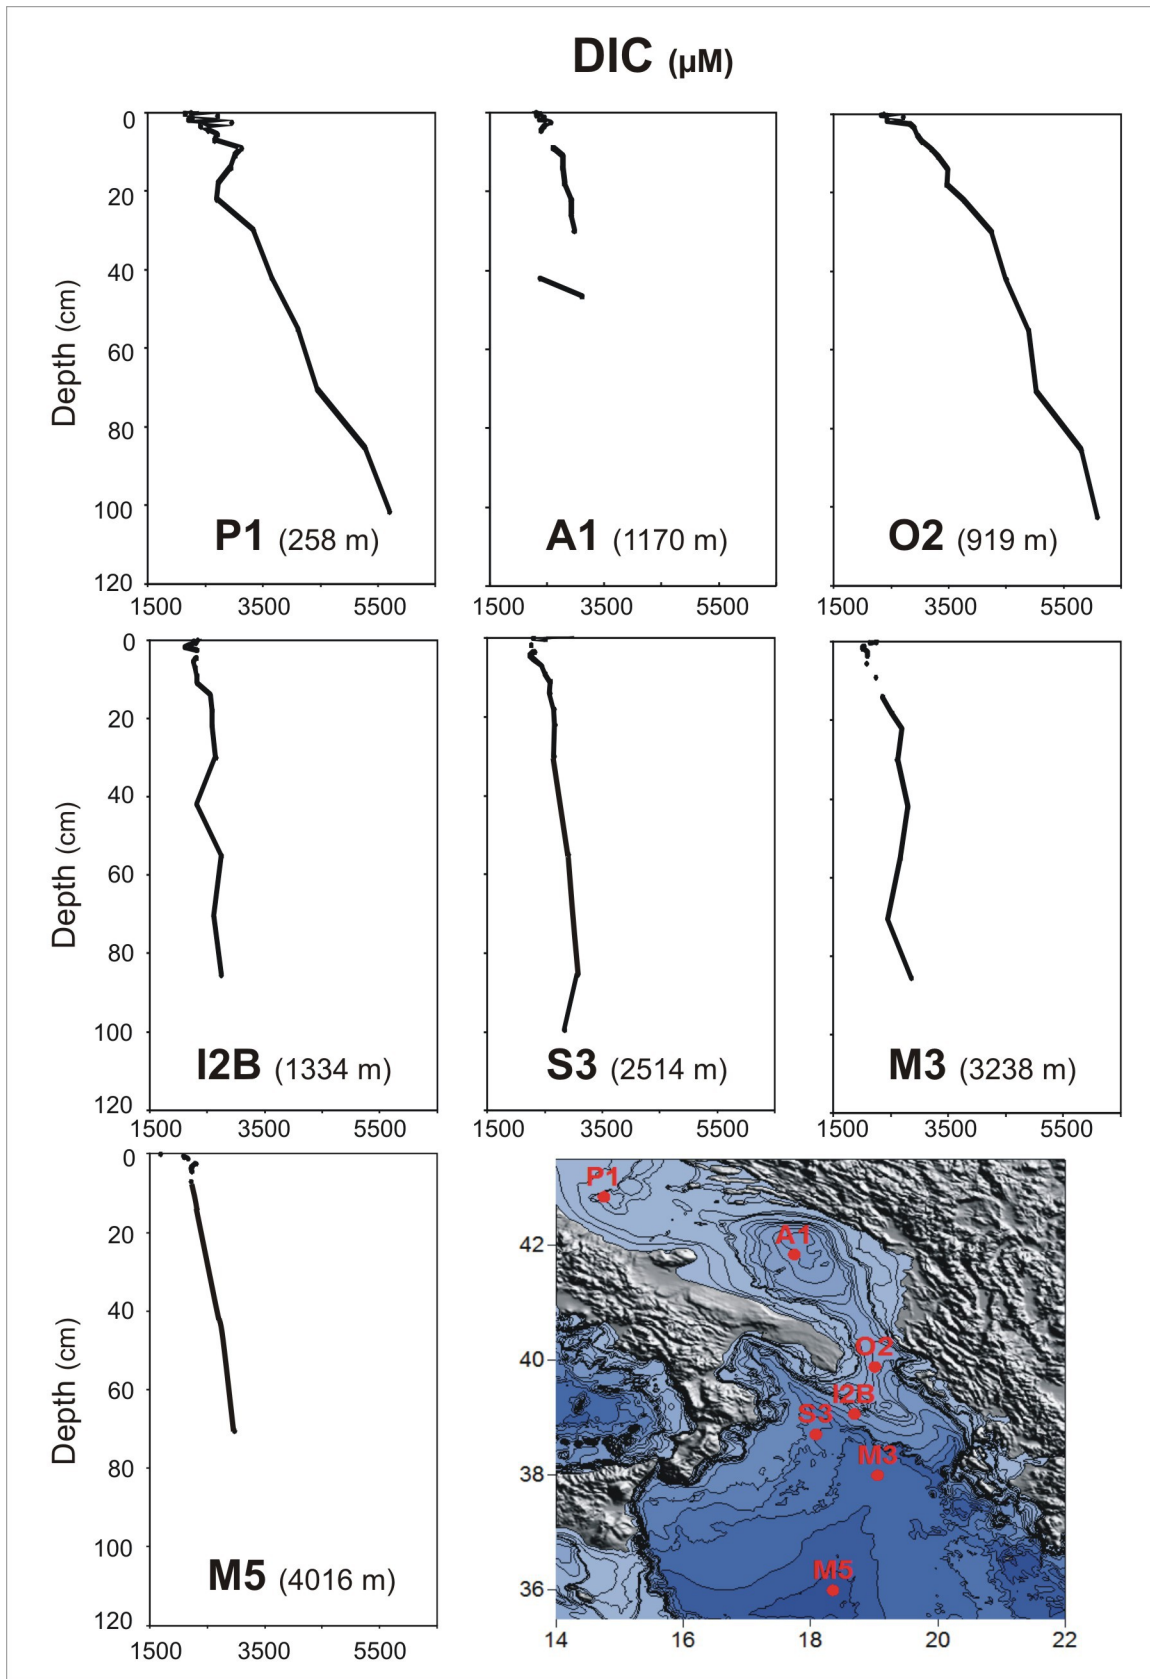 DIC (µM)
0
20
40
60
80
100
120
Depth (cm)
P1 (258 m)
1500 3500 5500
A1 (1170 m)
1500 3500 5500
O2 (919 m)
1500 3500 5500
0
20
40
60
80
100
120
Depth (cm)
I2B (1334 m)
1500 3500 5500
S3 (2514 m)
1500 3500 5500
M3 (3238 m)
1500 3500 5500
0
20
40
60
80
100
120
Depth (cm)
M5 (4016 m)
1500 3500 5500
P1
A1
O2
I2B
S3
M3
M5
42
40
38
36
14 16 18 20 22